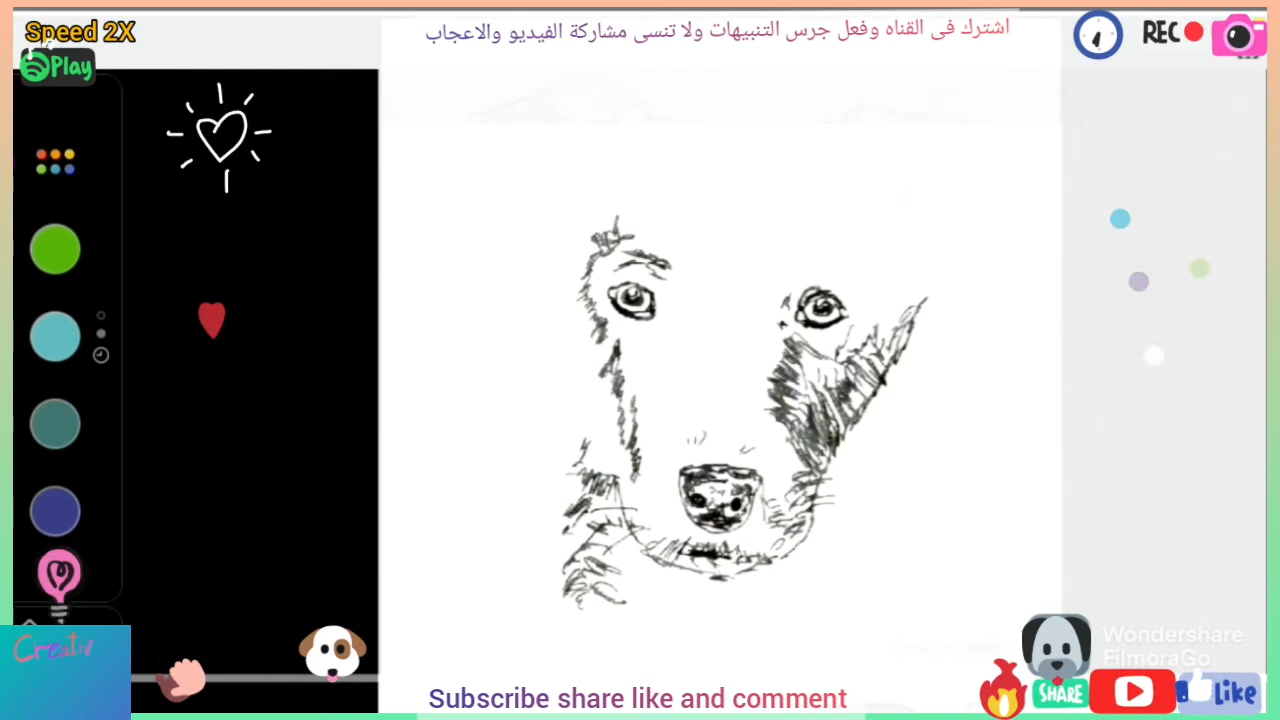 Speed 2X
اشترك فى القناه وفعل جرس التنبيهات ولا تنسى مشاركة الفيديو والاعجاب
REC
Play
Creativ
Wondershare
FilmoraGo
SHARE
Like
Subscribe share like and comment